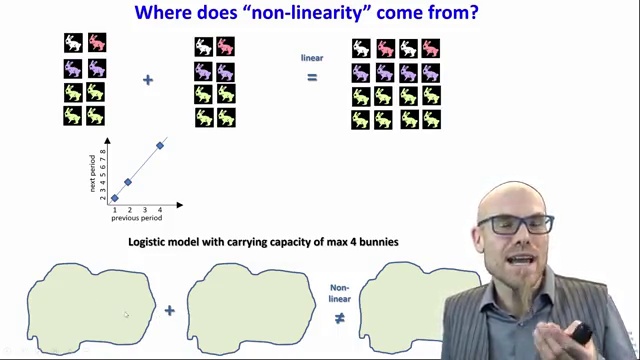 Where does "non-linearity" come from?
+
linear
=
next period
2 3 4 5 6 7 8
1 2 3 4
previous period
Logistic model with carrying capacity of max 4 bunnies
+
Non-
linear
≠